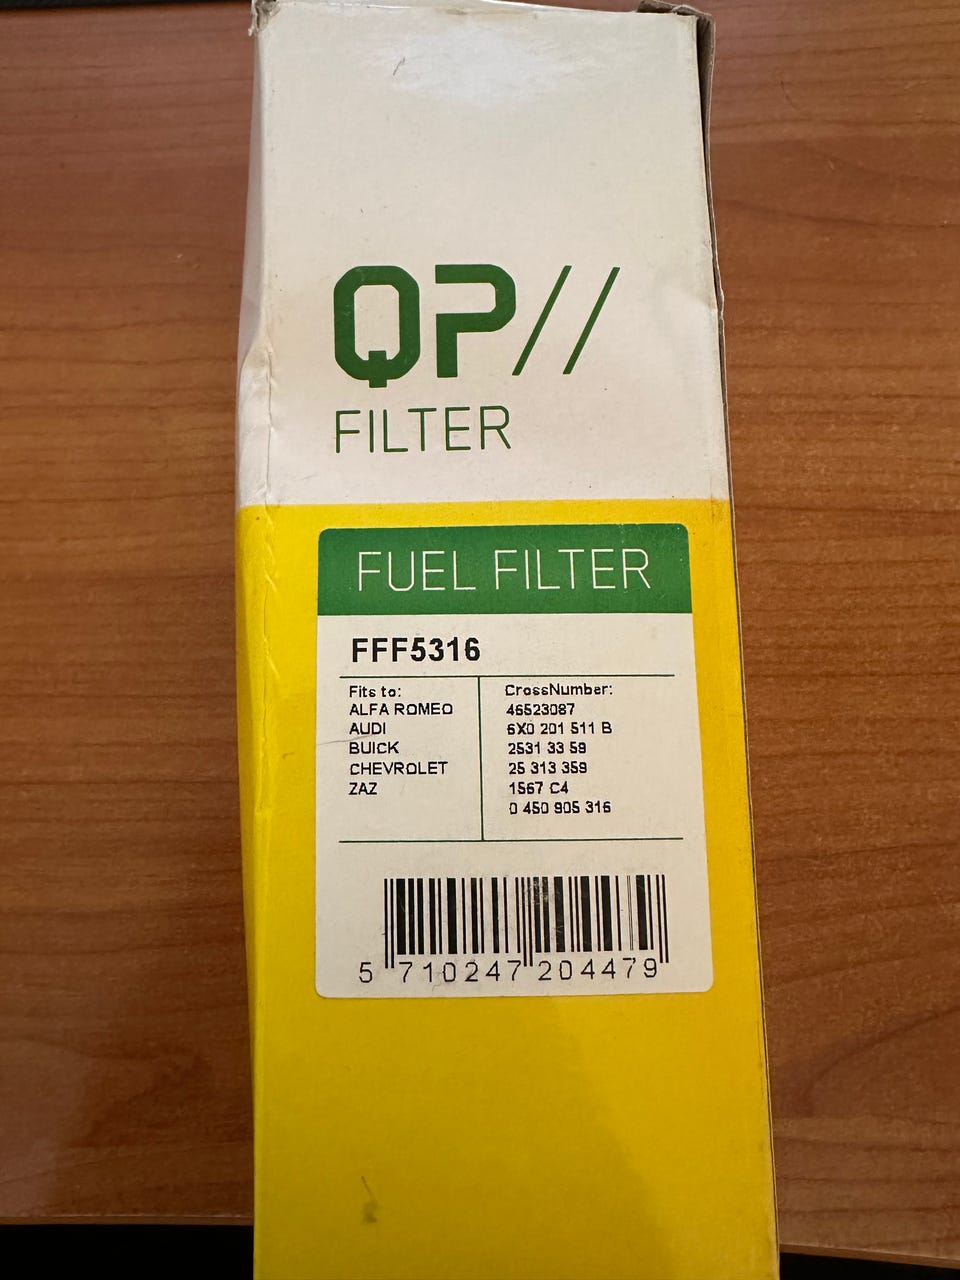 QP//
FILTER
FUEL FILTER
FFF5316
Fits to:
ALFA ROMEO
AUDI
BUICK
CHEVROLET
ZAZ
CrossNumber:
46523087
6X0 201 511 B
2531 33 59
25 313 359
1567 C4
0 450 905 316
5 710247 204479